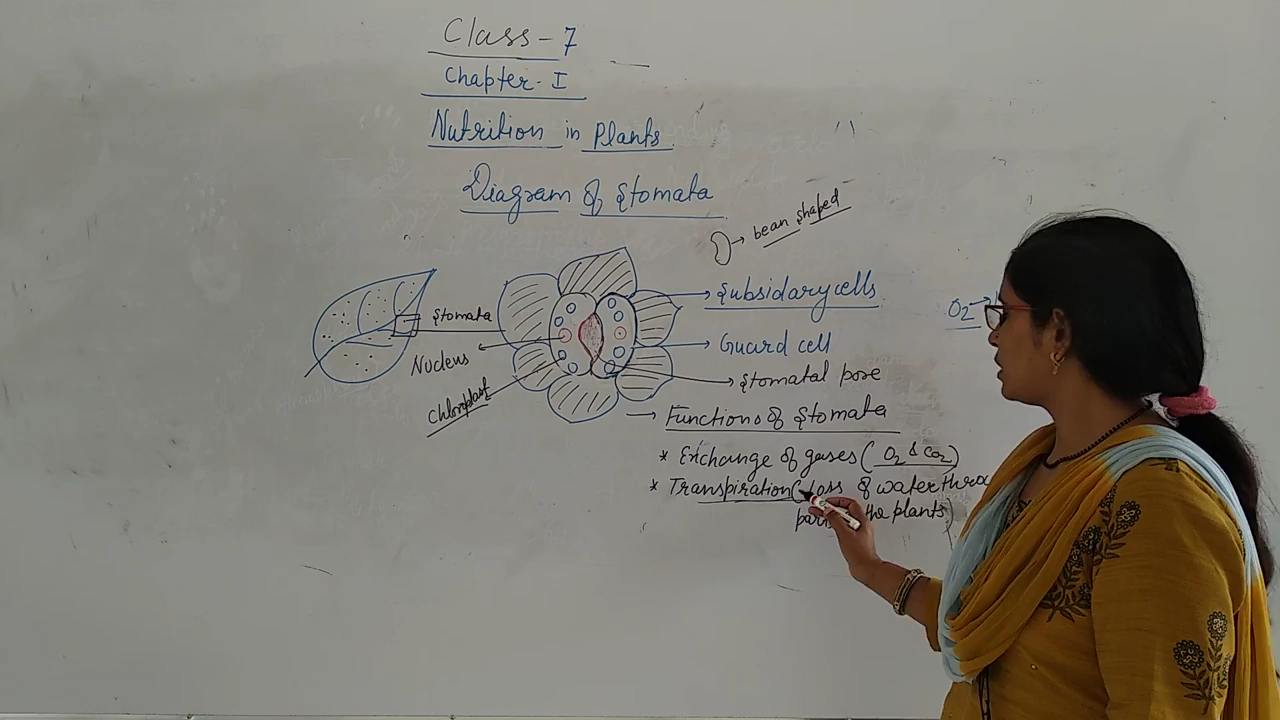 Class - 7
Chapter - I
Nutrition in Plants
Diagram of Stomata
bean shaped
Subsidary cells
O2
Stomata
Guard cell
Nucleus
Stomatal pore
Chloroplast
Functions of Stomata
* Exchange of gases (O2 & CO2)
* Transpiration (Loss of water
the plants)